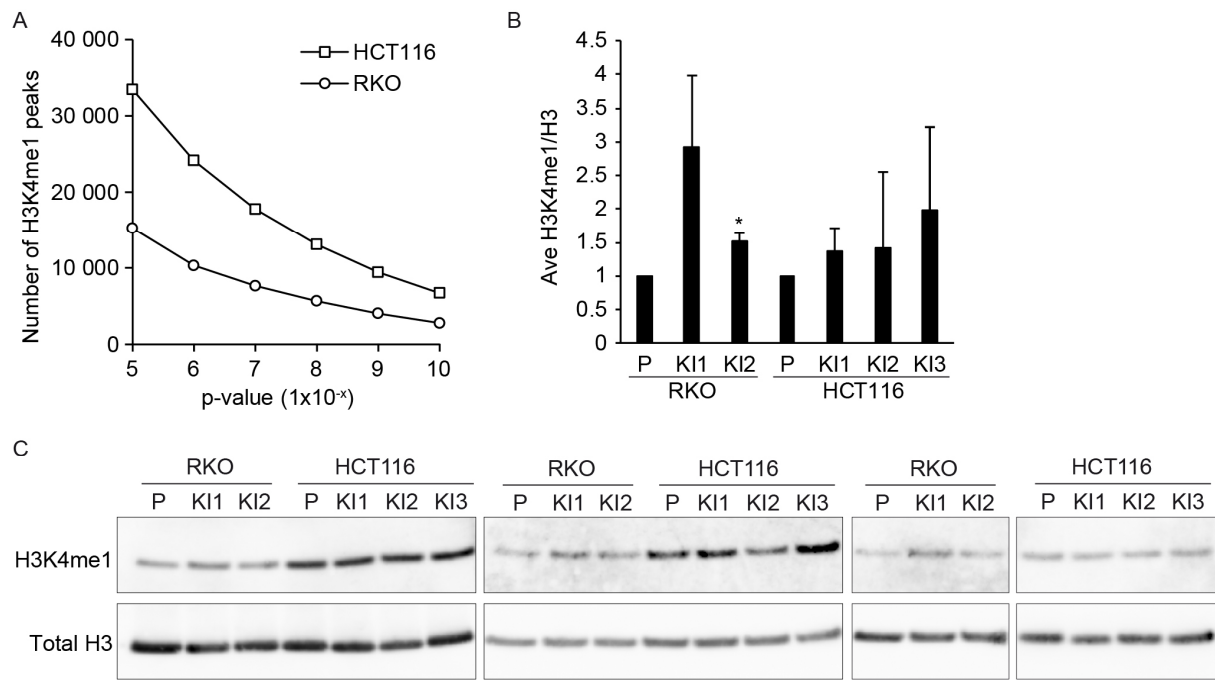 A
40 000
30 000
20 000
10 000
0
Number of H3K4me1 peaks
HCT116
RKO
5 6 7 8 9 10
p-value (1x10-x)
B
4.5
4
3.5
3
2.5
2
1.5
1
0.5
0
Ave H3K4me1/H3
*
P KI1 KI2 P KI1 KI2 KI3
RKO HCT116
C
RKO HCT116 RKO HCT116 RKO HCT116
P KI1 KI2 P KI1 KI2 KI3 P KI1 KI2 P KI1 KI2 KI3 P KI1 KI2 P KI1 KI2 KI3
H3K4me1
Total H3